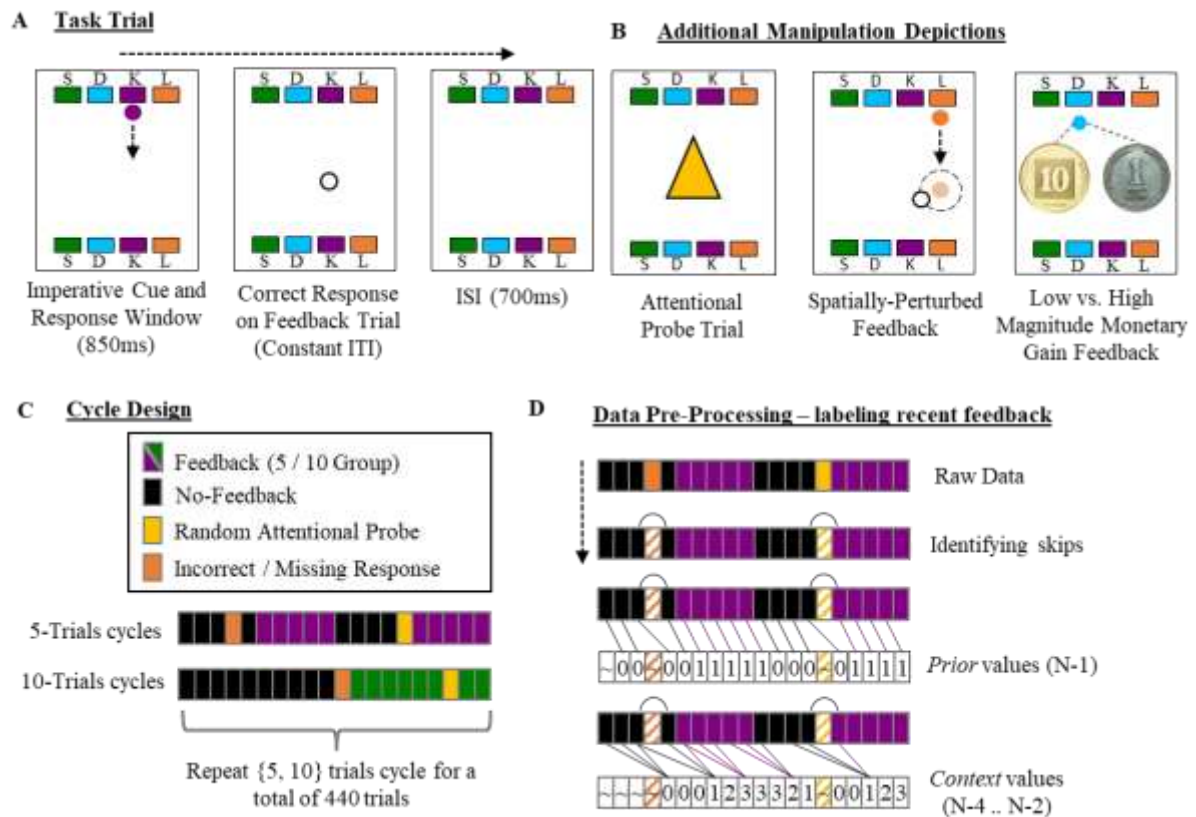 A Task Trial
S D K L
S D K L
S D K L
S D K L
S D K L
S D K L
Imperative Cue and
Response Window
(850ms)
Correct Response
on Feedback Trial
(Constant ITI)
ISI (700ms)
B Additional Manipulation Depictions
S D K L
S D K L
S D K L
10 1
S D K L
S D K L
S D K L
Attentional
Probe Trial
Spatially-Perturbed
Feedback
Low vs. High
Magnitude Monetary
Gain Feedback
C Cycle Design
Feedback (5 / 10 Group)
No-Feedback
Random Attentional Probe
Incorrect / Missing Response
5-Trials cycles
10-Trials cycles
Repeat {5, 10} trials cycle for a
total of 440 trials
D Data Pre-Processing – labeling recent feedback
Raw Data
Identifying skips
~ 0 0 ~ 0 0 1 1 1 1 1 0 0 0 ~ 0 1 1 1 1
Prior values (N-1)
~ ~ ~ ~ 0 0 0 1 2 3 3 3 2 1 ~ 0 0 1 2 3
Context values
(N-4 .. N-2)